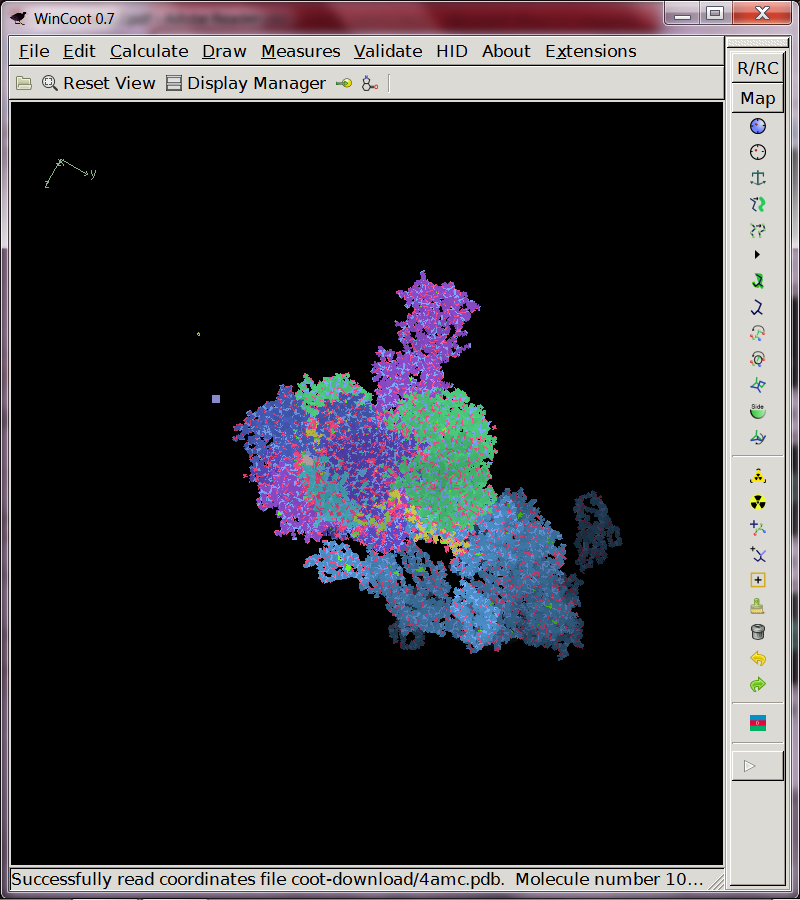 WinCoot 0.7
File Edit Calculate Draw Measures Validate HID About Extensions
Reset View Display Manager
R/RC
Map
x
y
z
Side
Successfully read coordinates file coot-download/4amc.pdb. Molecule number 10...